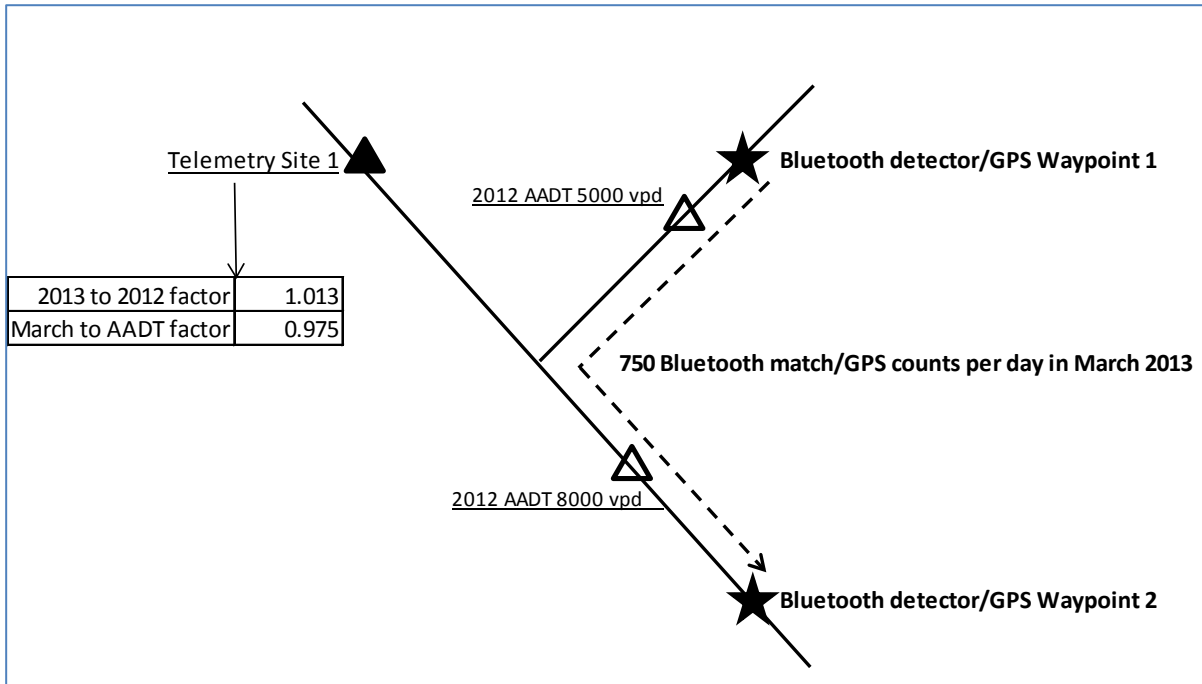 Telemetry Site 1
Bluetooth detector/GPS Waypoint 1
2012 AADT 5000 vpd
2013 to 2012 factor 1.013
March to AADT factor 0.975
750 Bluetooth match/GPS counts per day in March 2013
2012 AADT 8000 vpd
Bluetooth detector/GPS Waypoint 2